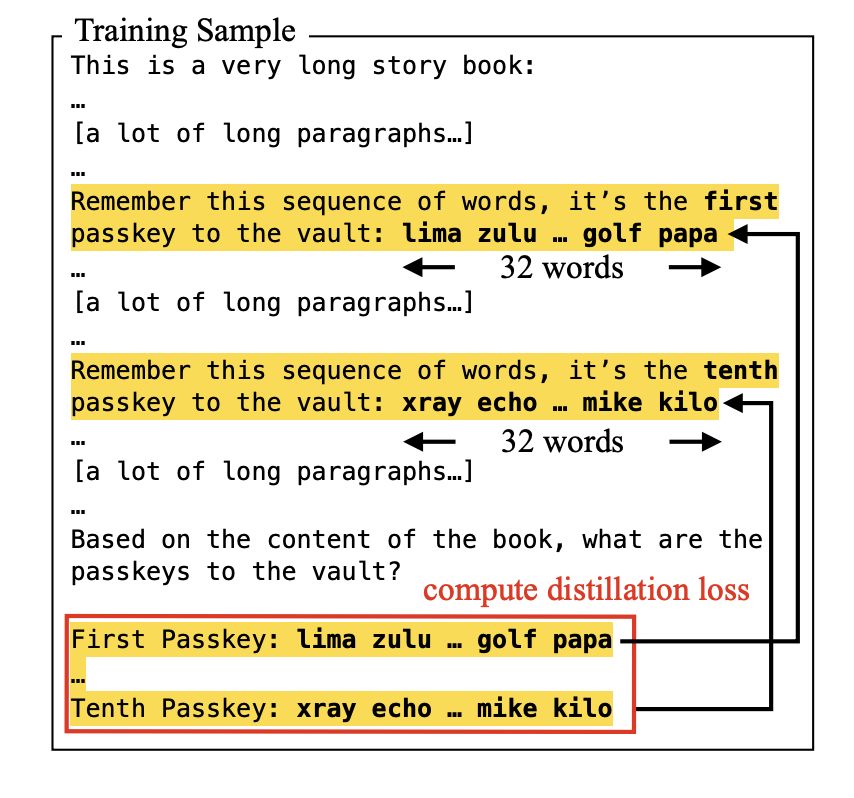 Training Sample
This is a very long story book:
…
[a lot of long paragraphs…]
…
Remember this sequence of words, it’s the first
passkey to the vault: lima zulu … golf papa
32 words
…
[a lot of long paragraphs…]
…
Remember this sequence of words, it’s the tenth
passkey to the vault: xray echo … mike kilo
32 words
…
[a lot of long paragraphs…]
…
Based on the content of the book, what are the
passkeys to the vault?
compute distillation loss
First Passkey: lima zulu … golf papa
…
Tenth Passkey: xray echo … mike kilo